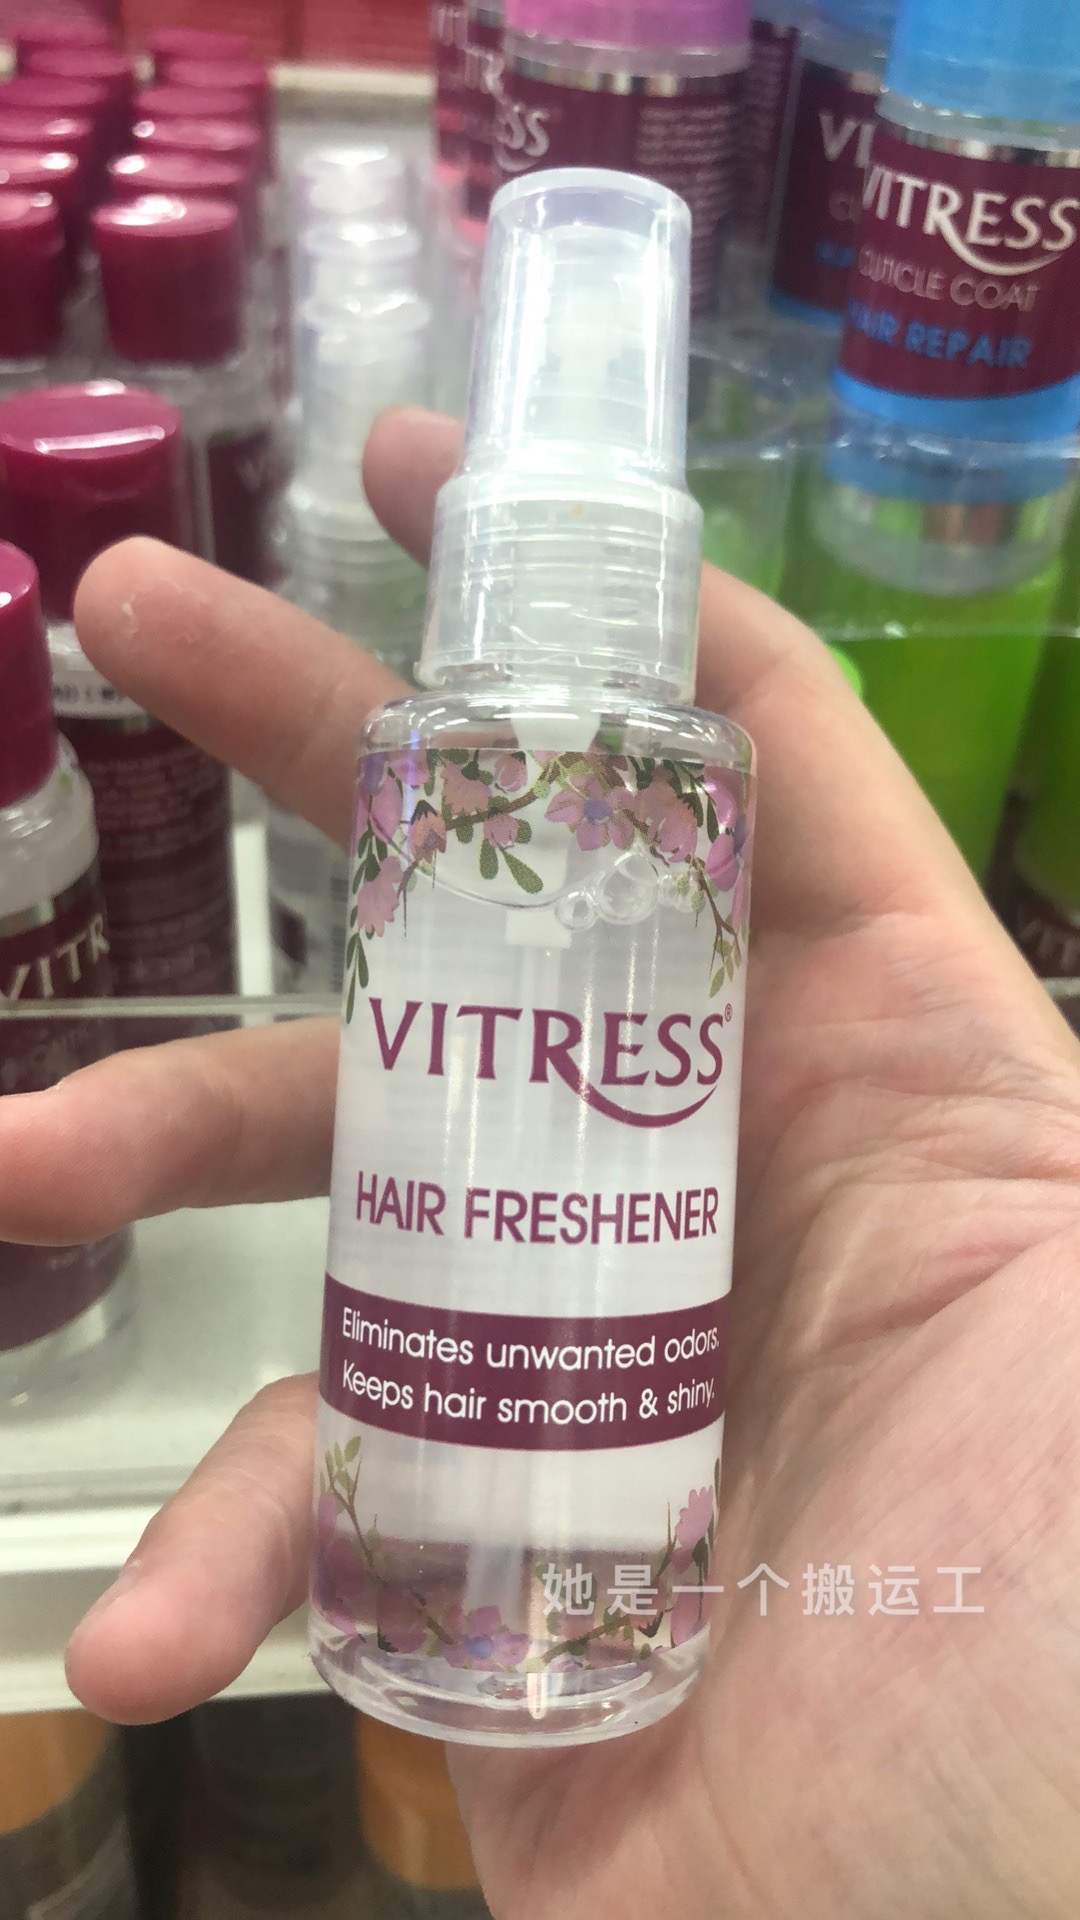 VITRESS
VITRESS
CUTICLE COAT
HAIR REPAIR
VITRESS®
HAIR FRESHENER
Eliminates unwanted odors.
Keeps hair smooth & shiny.
她是一个搬运工